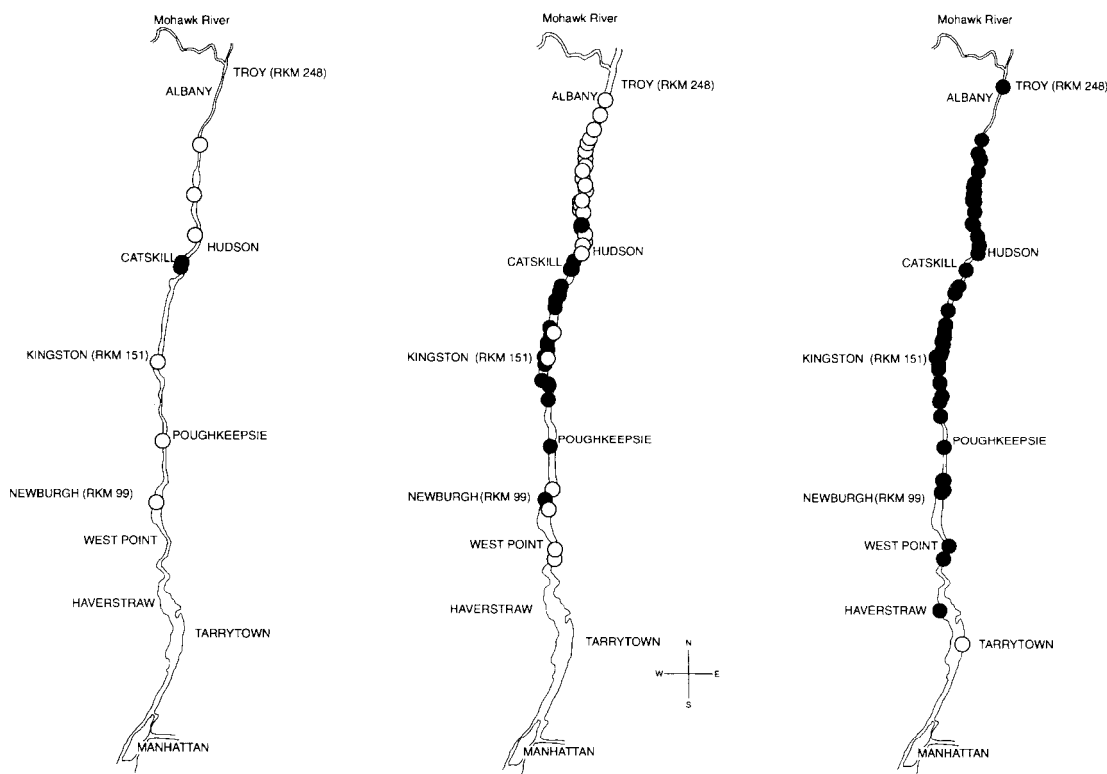 Mohawk River
TROY (RKM 248)
ALBANY
HUDSON
CATSKILL
KINGSTON (RKM 151)
POUGHKEEPSIE
NEWBURGH (RKM 99)
WEST POINT
HAVERSTRAW
TARRYTOWN
MANHATTAN
Mohawk River
TROY (RKM 248)
ALBANY
HUDSON
CATSKILL
KINGSTON (RKM 151)
POUGHKEEPSIE
NEWBURGH (RKM 99)
WEST POINT
HAVERSTRAW
TARRYTOWN
N
W E
S
MANHATTAN
Mohawk River
TROY (RKM 248)
ALBANY
HUDSON
CATSKILL
KINGSTON (RKM 151)
POUGHKEEPSIE
NEWBURGH (RKM 99)
WEST POINT
HAVERSTRAW
TARRYTOWN
MANHATTAN